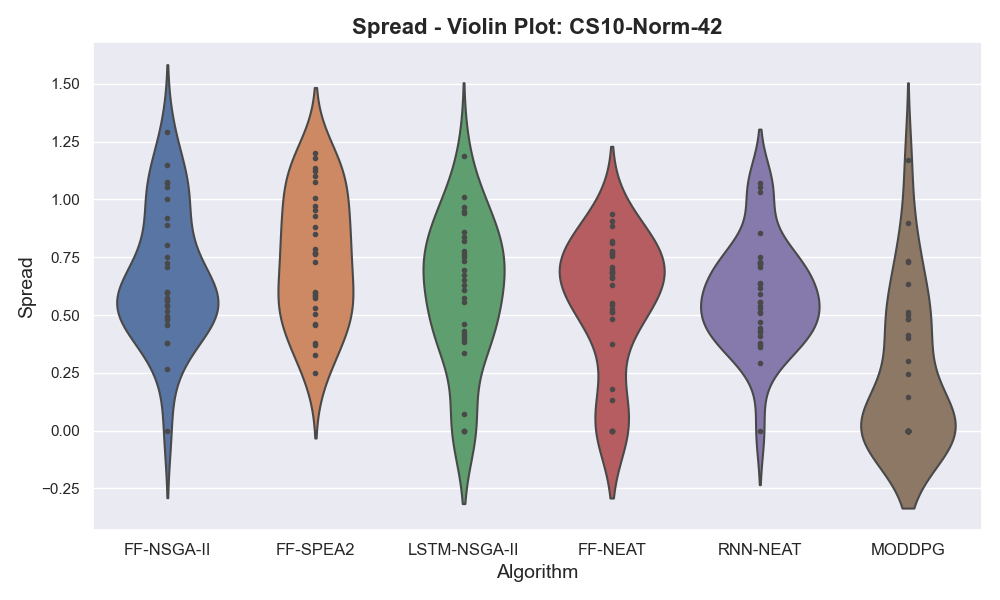 Spread - Violin Plot: CS10-Norm-42
Spread
1.50
1.25
1.00
0.75
0.50
0.25
0.00
−0.25
FF-NSGA-II FF-SPEA2 LSTM-NSGA-II FF-NEAT RNN-NEAT MODDPG
Algorithm